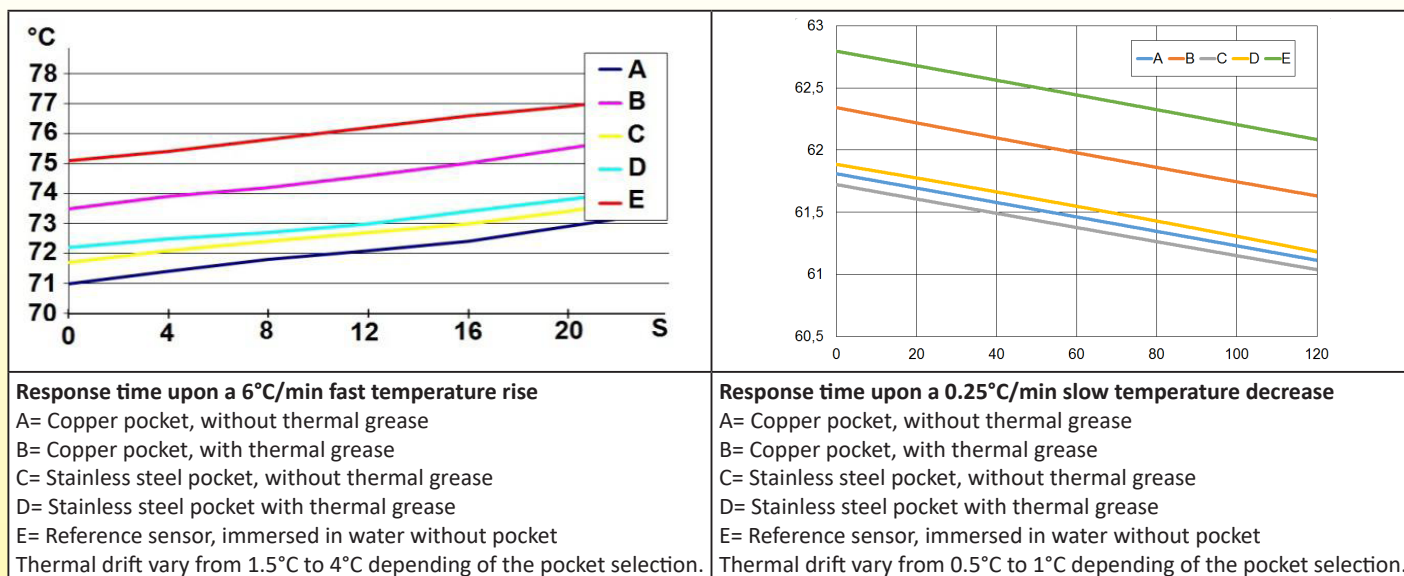 °C
78
77
76
75
74
73
72
71
70
0 4 8 12 16 20 S
A
B
C
D
E
63
62,5
62
61,5
61
60,5
0 20 40 60 80 100 120
A B C D E
Response time upon a 6°C/min fast temperature rise
A= Copper pocket, without thermal grease
B= Copper pocket, with thermal grease
C= Stainless steel pocket, without thermal grease
D= Stainless steel pocket with thermal grease
E= Reference sensor, immersed in water without pocket
Thermal drift vary from 1.5°C to 4°C depending of the pocket selection.
Response time upon a 0.25°C/min slow temperature decrease
A= Copper pocket, without thermal grease
B= Copper pocket, with thermal grease
C= Stainless steel pocket, without thermal grease
D= Stainless steel pocket with thermal grease
E= Reference sensor, immersed in water without pocket
Thermal drift vary from 0.5°C to 1°C depending of the pocket selection.